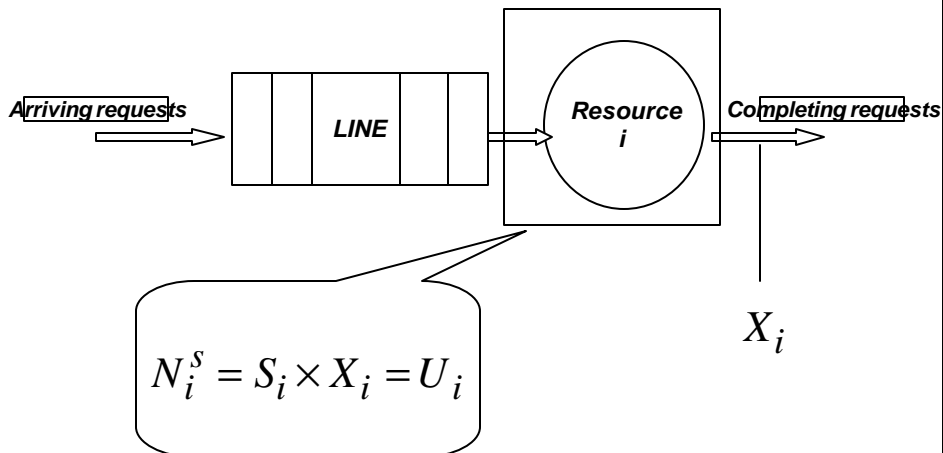 Arriving requests
LINE
Resource
i
Completing requests
N_i^s = S_i × X_i = U_i
X_i